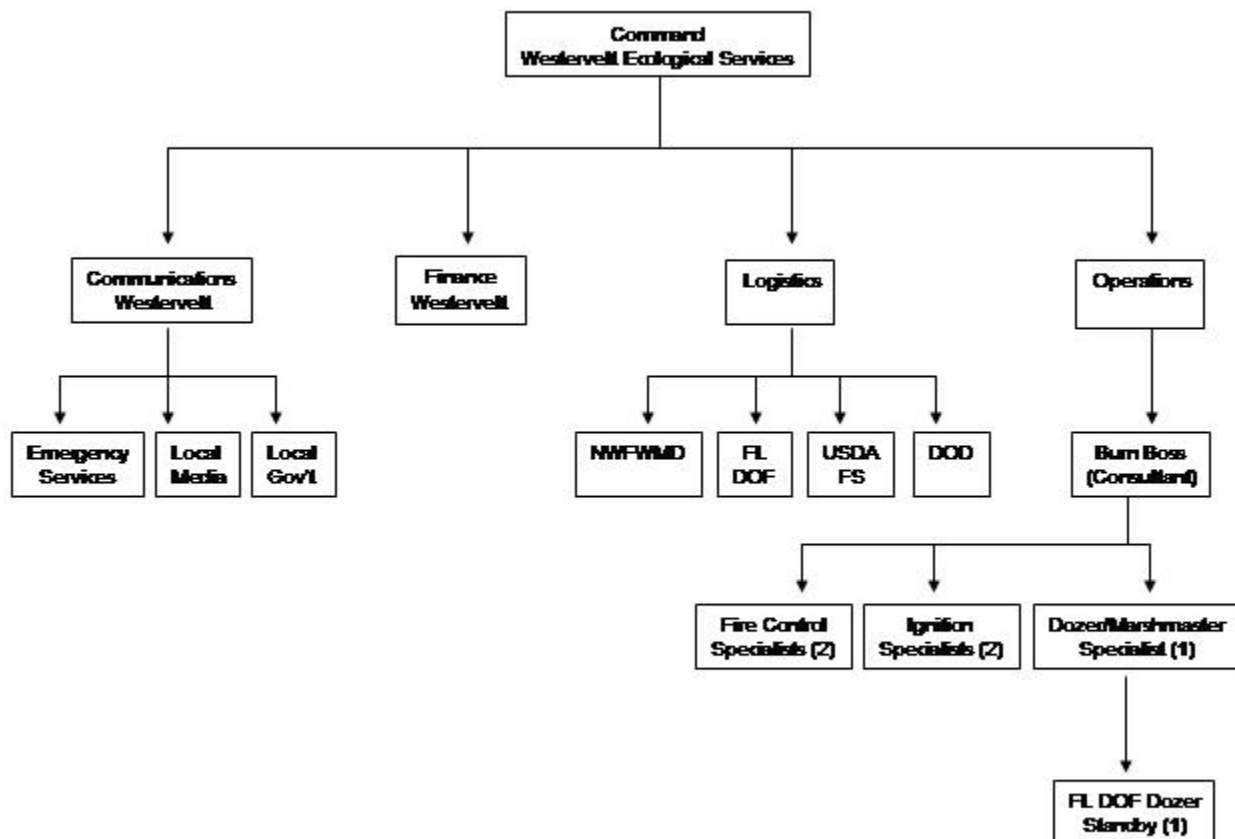 Command
Westervelt Ecological Services
Communications
Westervelt
Finance
Westervelt
Logistics
Operations
Emergency
Services
Local
Media
Local
Gov't.
NWFWMD
FL
DOF
USDA
FS
DOD
Burn Boss
(Consultant)
Fire Control
Specialists (2)
Ignition
Specialists (2)
Dozer/Marshmaster
Specialist (1)
FL DOF Dozer
Standby (1)